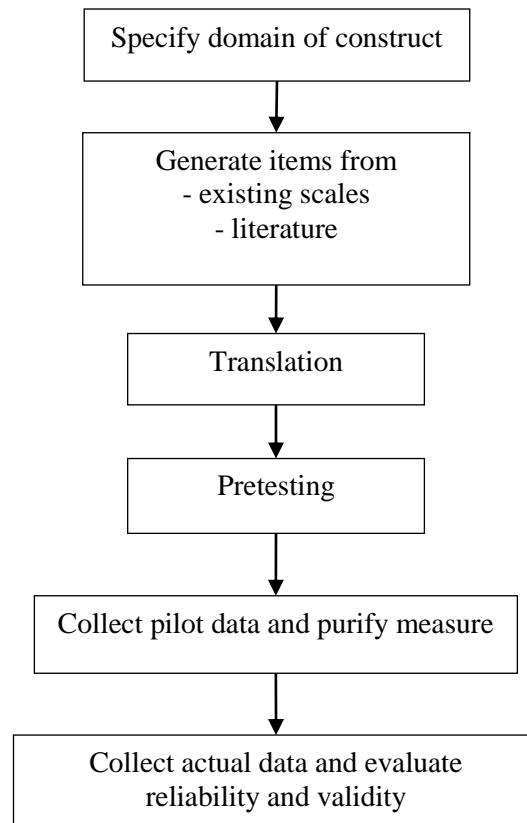 Specify domain of construct
Generate items from
- existing scales
- literature
Translation
Pretesting
Collect pilot data and purify measure
Collect actual data and evaluate
reliability and validity